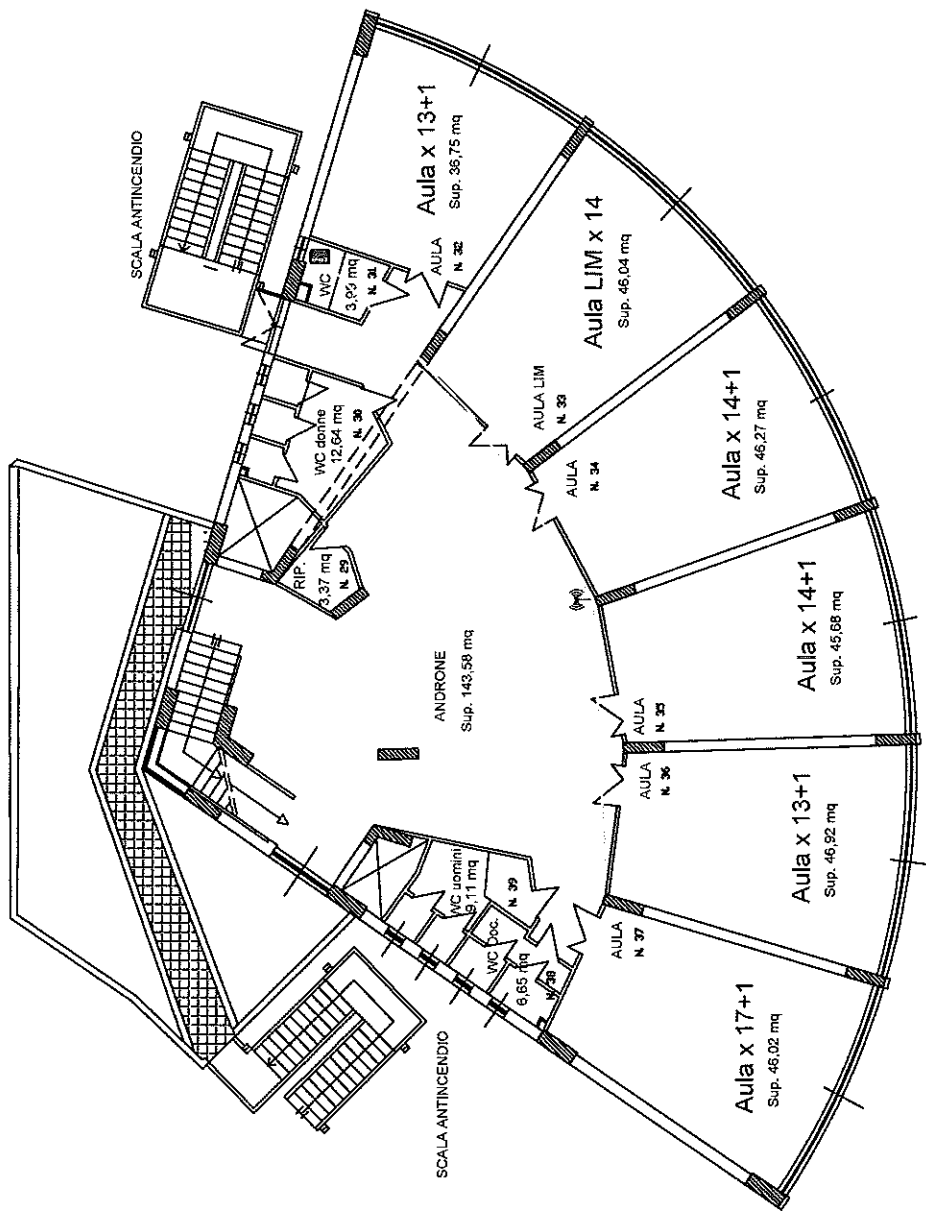 SCALA ANTINCENDIO
Aula x 13+1
Sup. 36,75 mq
WC
N. 31
AULA
N. 32
Aula LIM x 14
Sup. 46,04 mq
AULA LIM
N. 33
WC donne
12,64 mq
N. 30
RIP.
3,37 mq
N. 29
AULA
N. 34
Aula x 14+1
Sup. 46,27 mq
ANDRONE
Sup. 143,58 mq
Aula x 14+1
Sup. 45,68 mq
AULA
N. 35
AULA
N. 36
Aula x 13+1
Sup. 46,92 mq
WC uomini
9,11 mq
N. 39
WC Doc.
6,65 mq
N. 38
AULA
N. 37
Aula x 17+1
Sup. 46,02 mq
SCALA ANTINCENDIO